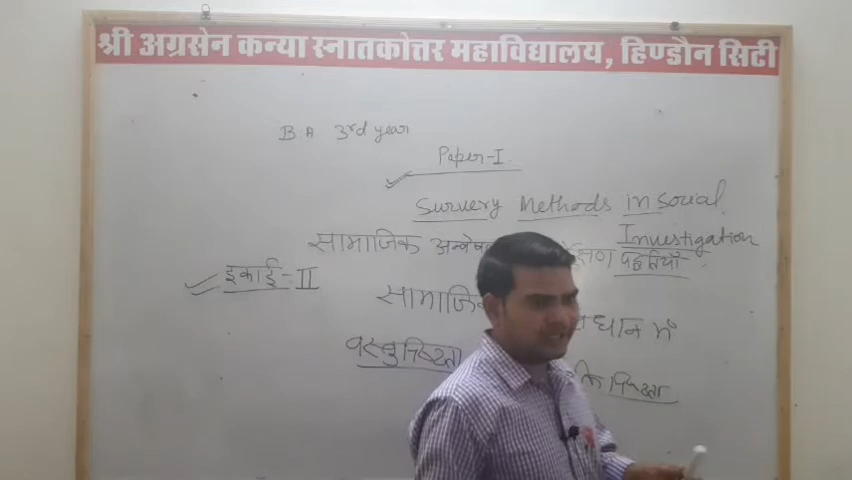 श्री अग्रसेन कन्या स्नातकोत्तर महाविद्यालय, हिण्डौन सिटी
B A 3rd year
Paper-I
Survery Methods in Social
Investigation
सामाजिक पद्धतियाँ
इकाई-II
सामाजिक में
वस्तुनिष्ठता